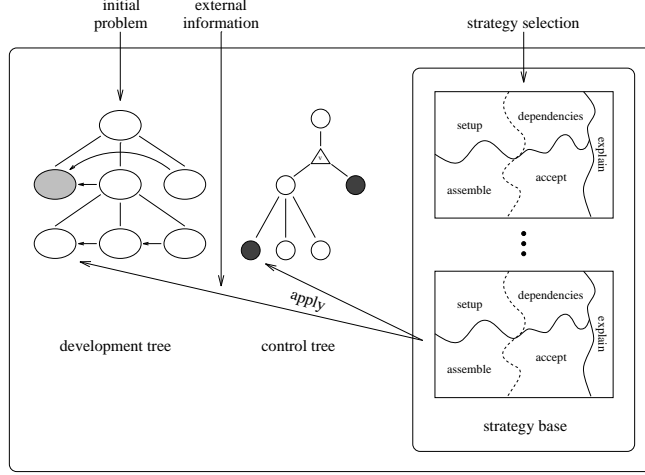 initial
problem
external
information
strategy selection
setup
dependencies
explain
assemble
accept
v
apply
setup
dependencies
explain
assemble
accept
development tree
control tree
strategy base